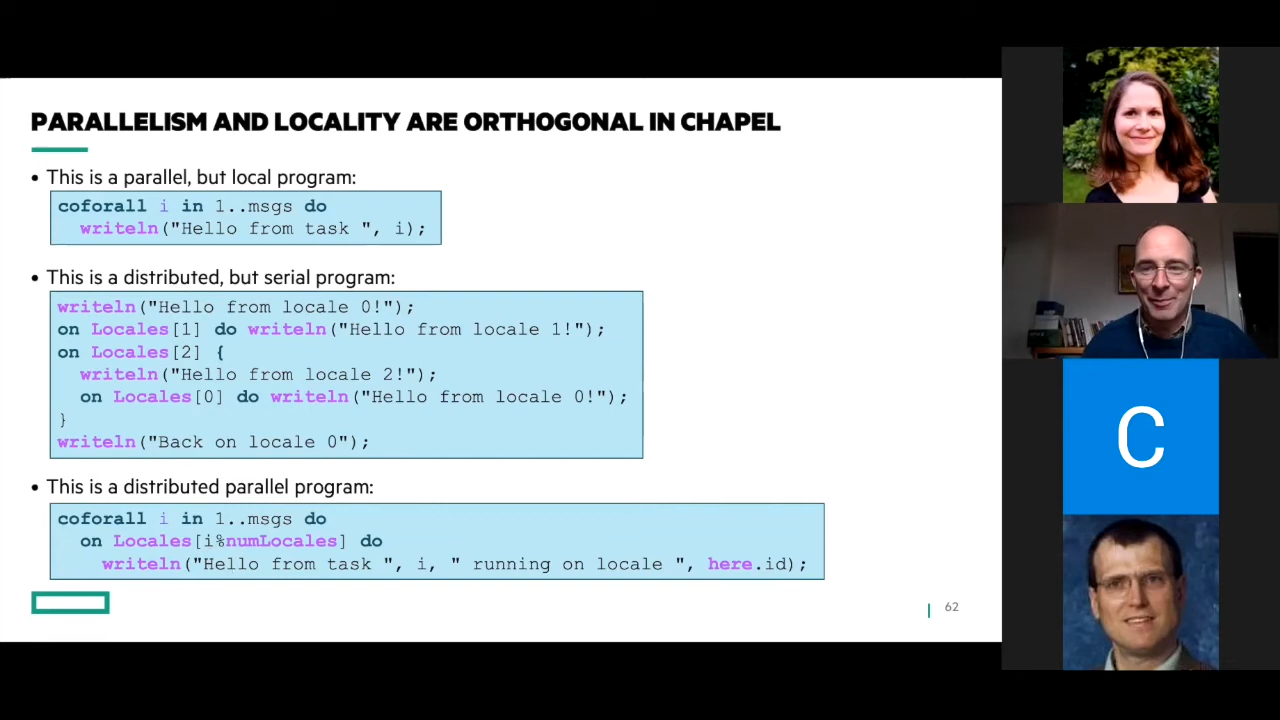 PARALLELISM AND LOCALITY ARE ORTHOGONAL IN CHAPEL
• This is a parallel, but local program:
coforall i in 1..msgs do
  writeln("Hello from task ", i);
• This is a distributed, but serial program:
writeln("Hello from locale 0!");
on Locales[1] do writeln("Hello from locale 1!");
on Locales[2] {
  writeln("Hello from locale 2!");
  on Locales[0] do writeln("Hello from locale 0!");
}
writeln("Back on locale 0");
• This is a distributed parallel program:
coforall i in 1..msgs do
  on Locales[i%numLocales] do
    writeln("Hello from task ", i, " running on locale ", here.id);
62
C